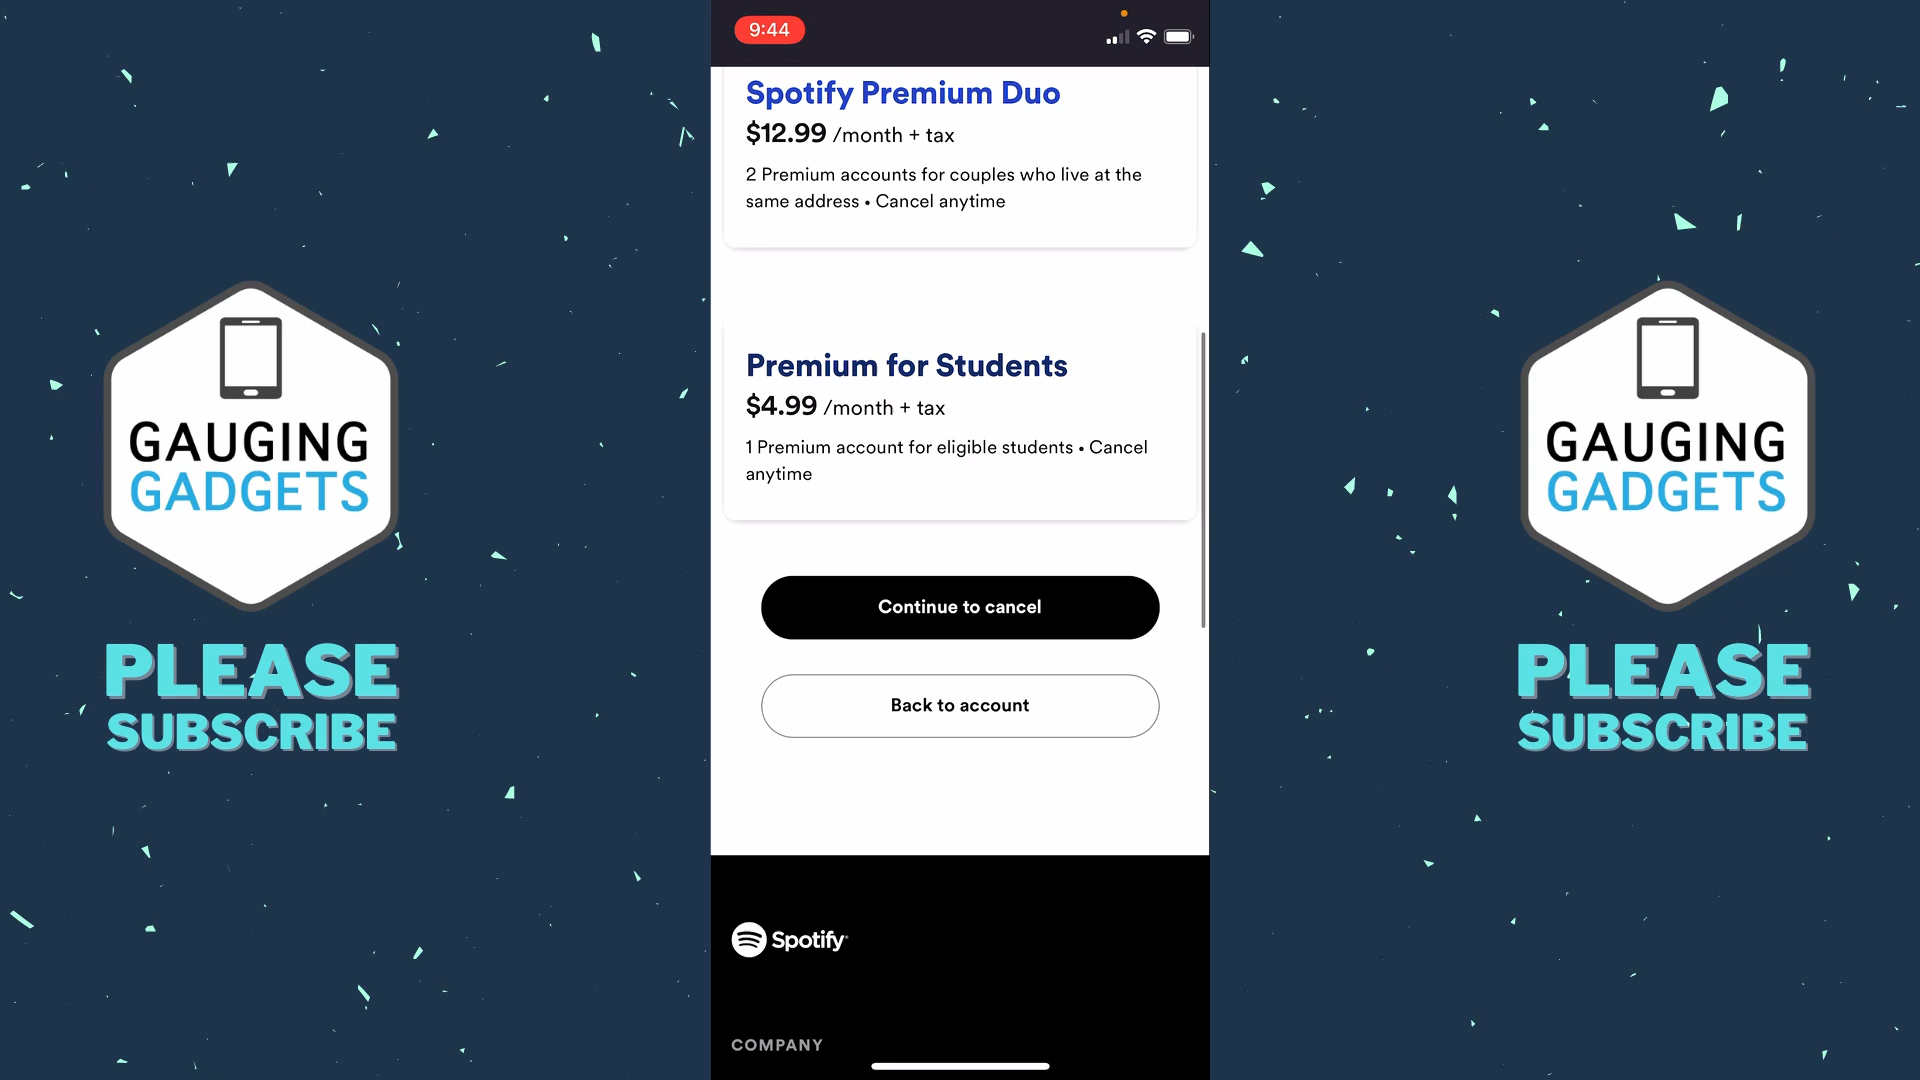 9:44
Spotify Premium Duo
$12.99 /month + tax
2 Premium accounts for couples who live at the
same address • Cancel anytime
Premium for Students
$4.99 /month + tax
1 Premium account for eligible students • Cancel
anytime
Continue to cancel
Back to account
Spotify
COMPANY
GAUGING
GADGETS
PLEASE
SUBSCRIBE
GAUGING
GADGETS
PLEASE
SUBSCRIBE